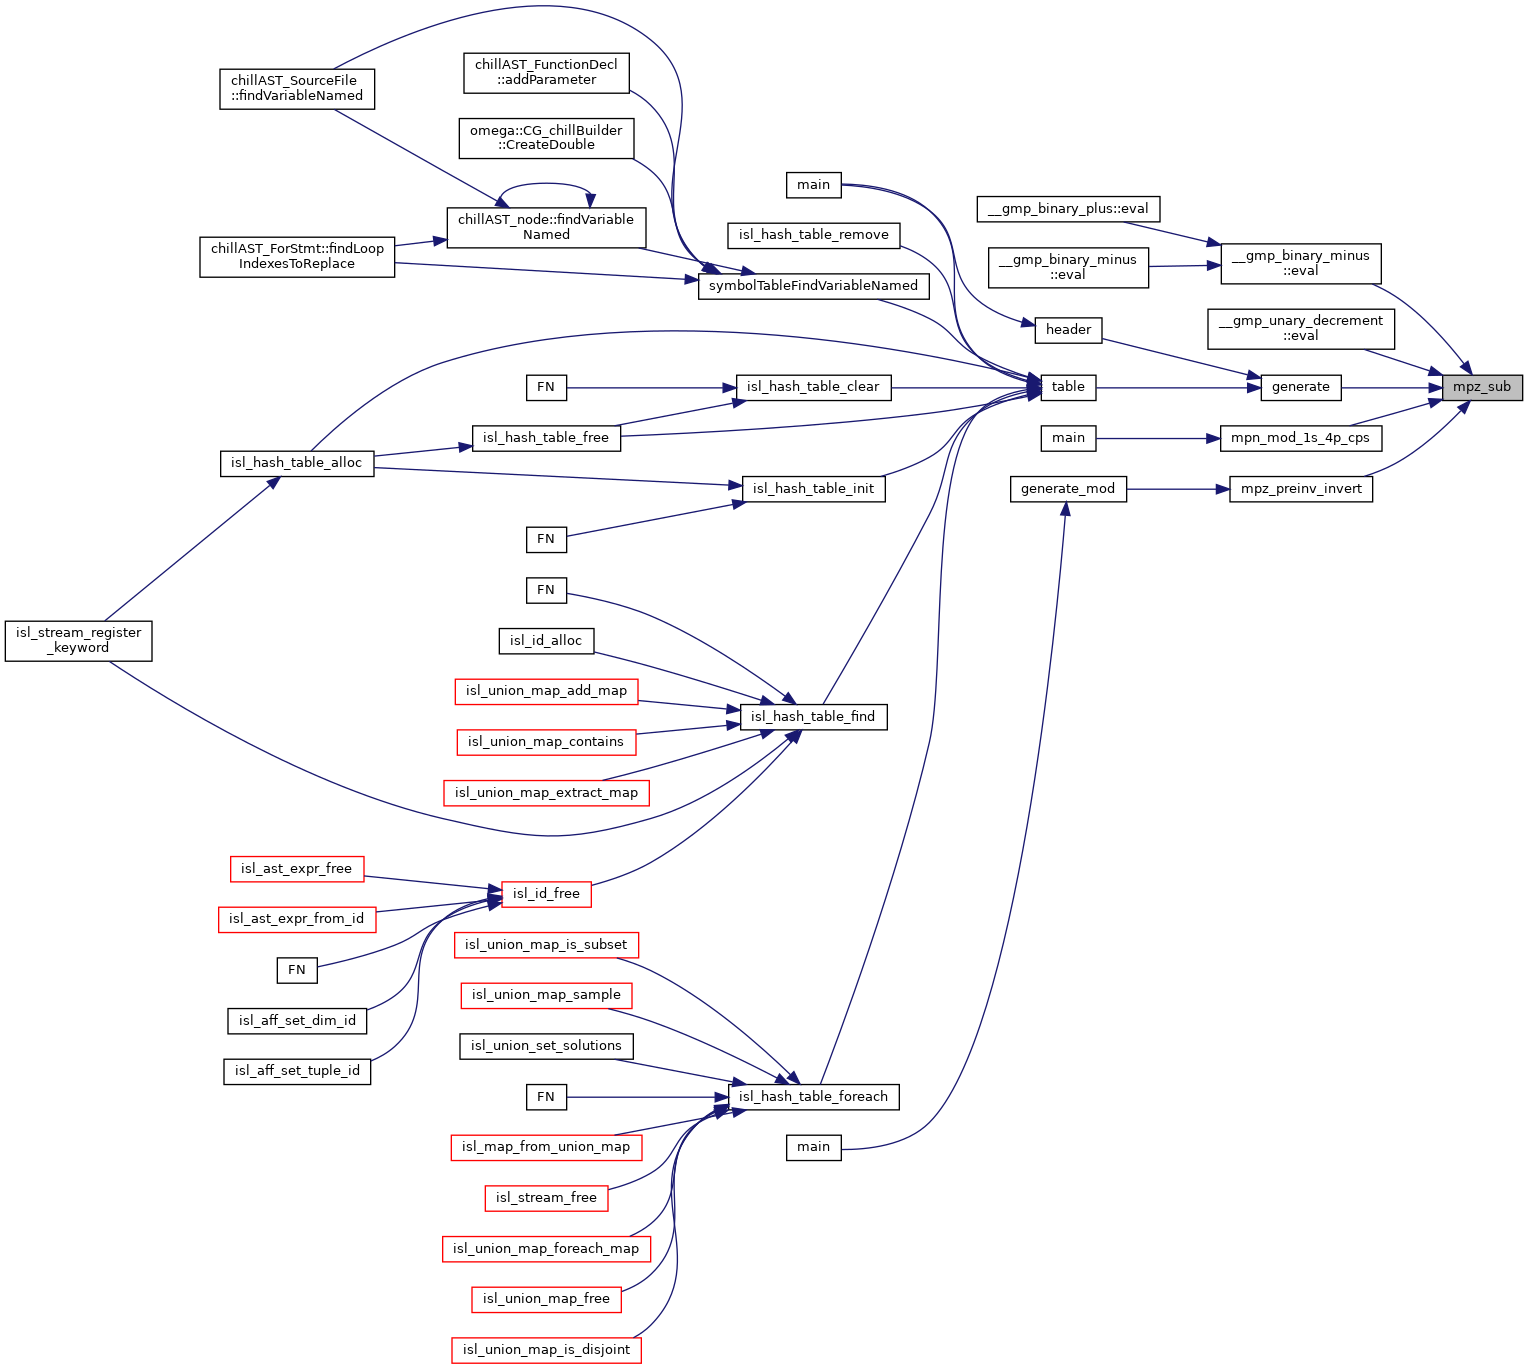 chillAST_SourceFile
::findVariableNamed
chillAST_FunctionDecl
::addParameter
omega::CG_chillBuilder
::CreateDouble
chillAST_node::findVariable
Named
chillAST_ForStmt::findLoop
IndexesToReplace
main
isl_hash_table_remove
symbolTableFindVariableNamed
__gmp_binary_plus::eval
__gmp_binary_minus
::eval
__gmp_binary_minus
::eval
__gmp_unary_decrement
::eval
header
table
generate
mpz_sub
FN
isl_hash_table_clear
isl_hash_table_free
isl_hash_table_alloc
isl_hash_table_init
main
mpn_mod_1s_4p_cps
generate_mod
mpz_preinv_invert
FN
FN
isl_id_alloc
isl_stream_register
_keyword
isl_union_map_add_map
isl_hash_table_find
isl_union_map_contains
isl_union_map_extract_map
isl_ast_expr_free
isl_id_free
isl_ast_expr_from_id
FN
isl_aff_set_dim_id
isl_aff_set_tuple_id
isl_union_map_is_subset
isl_union_map_sample
isl_union_set_solutions
FN
isl_hash_table_foreach
isl_map_from_union_map
main
isl_stream_free
isl_union_map_foreach_map
isl_union_map_free
isl_union_map_is_disjoint